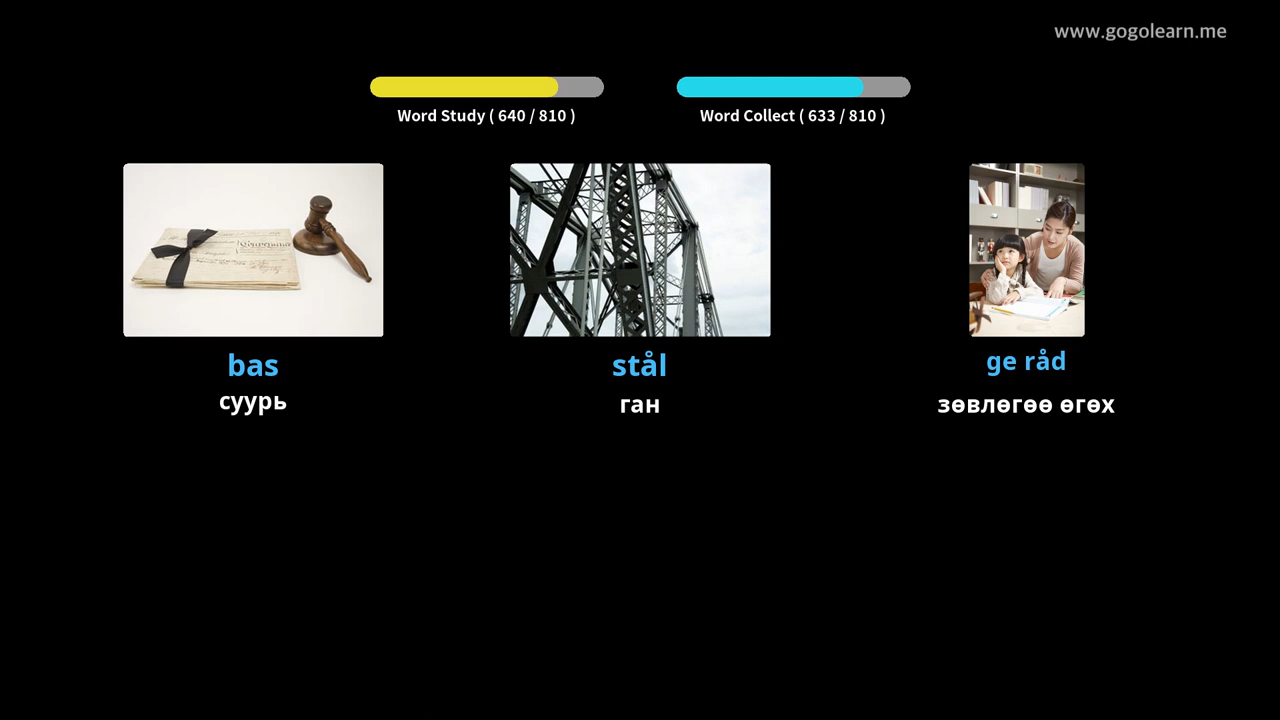 www.gogolearn.me
Word Study ( 640 / 810 )
Word Collect ( 633 / 810 )
bas
суурь
stål
ган
ge råd
зөвлөгөө өгөх